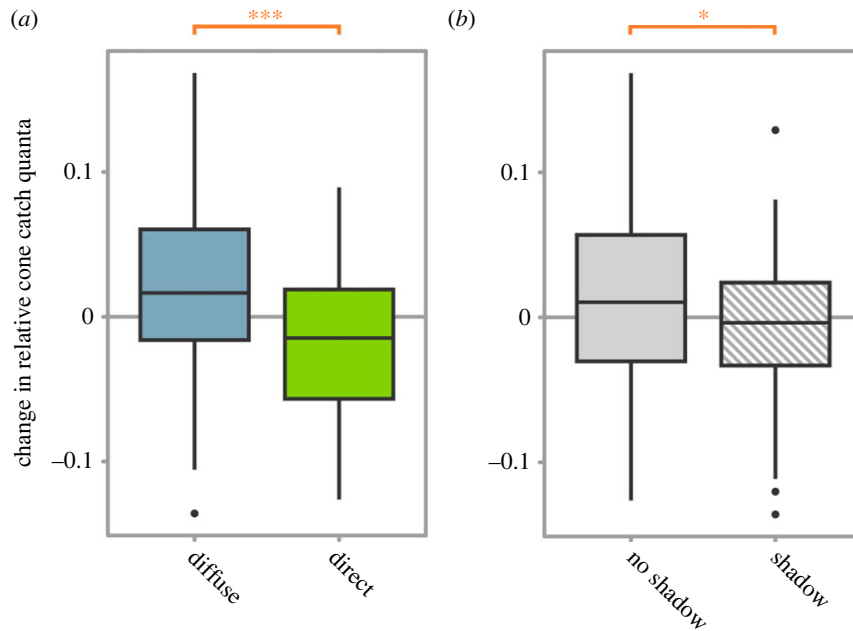 (a)
***
(b)
*
change in relative cone catch quanta
0.1
0
–0.1
diffuse
direct
0.1
0
–0.1
no shadow
shadow